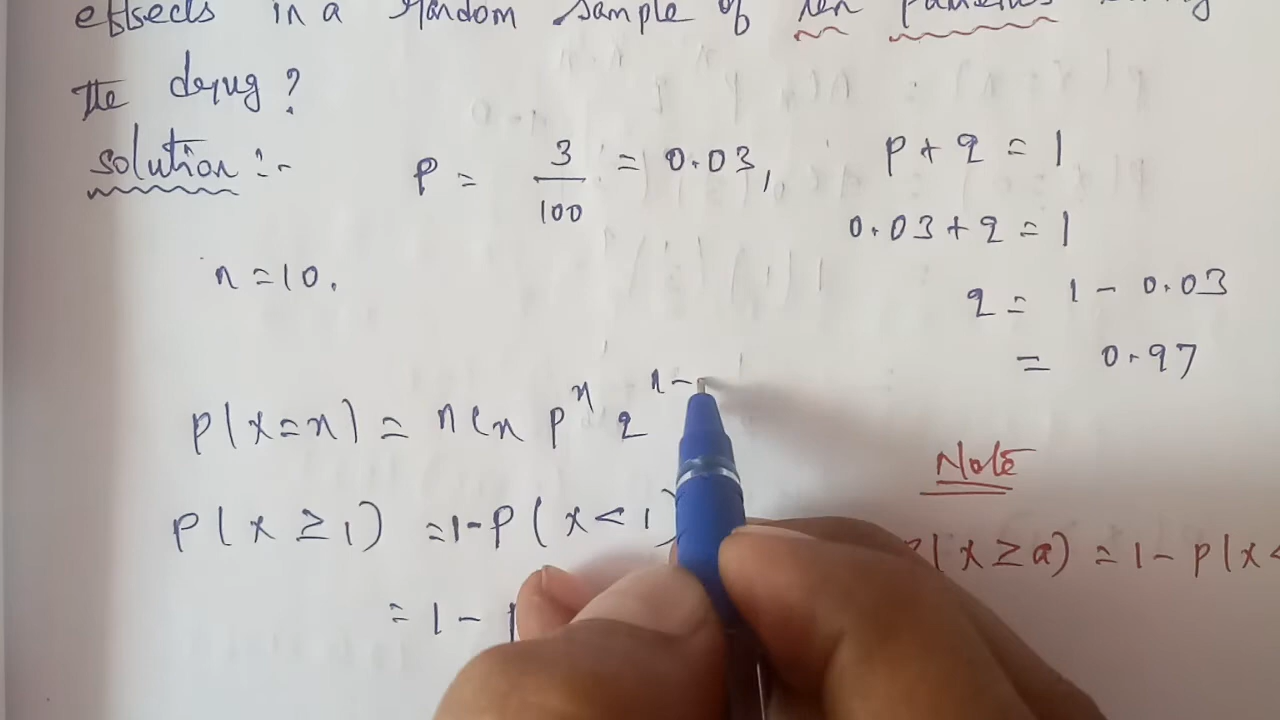 effects in a random sample of ten patients
the drug?
solution :-
P = 3/100 = 0.03,
p + q = 1
0.03 + q = 1
n = 10.
q = 1 - 0.03
= 0.97
P(x=x) = nCx p^x q^n-
Note
P(x ≥ 1) = 1 - P(x < 1)
P(x ≥ a) = 1 - P(x <
= 1 - P